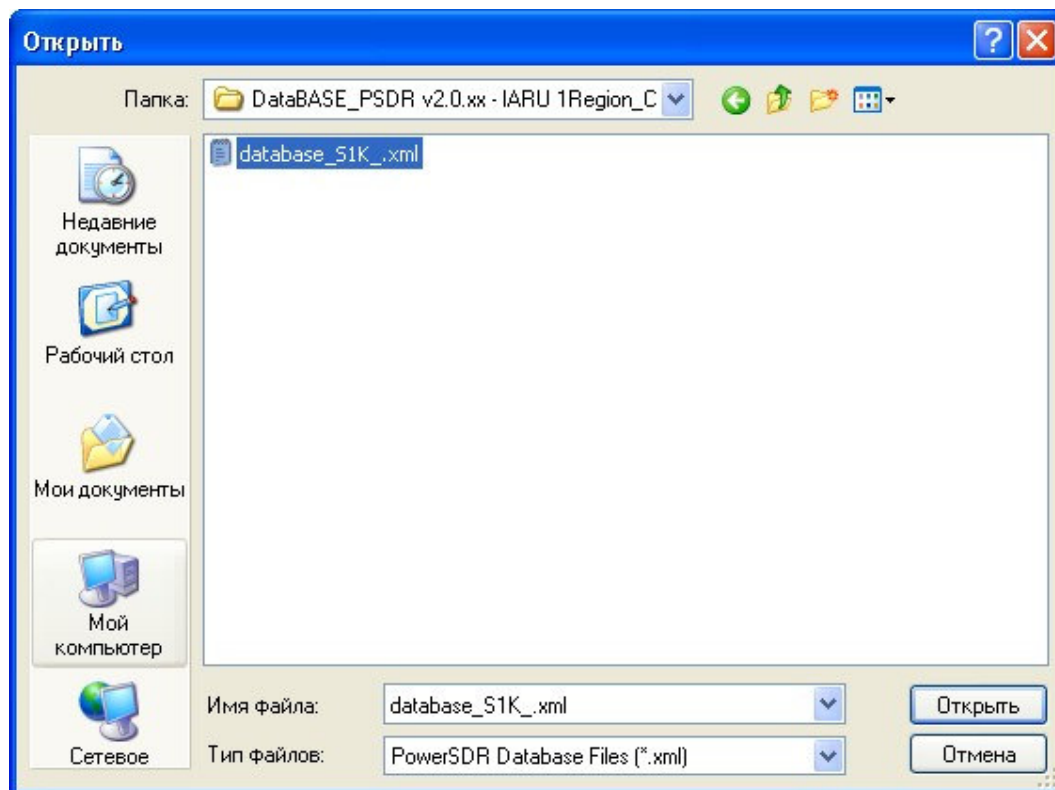 Открыть
Папка: DataBASE_PSDR v2.0.xx - IARU 1Region_C
database_S1K_.xml
Недавние
документы
Рабочий стол
Мои документы
Мой
компьютер
Сетевое
Имя файла: database_S1K_.xml Открыть
Тип файлов: PowerSDR Database Files (*.xml) Отмена